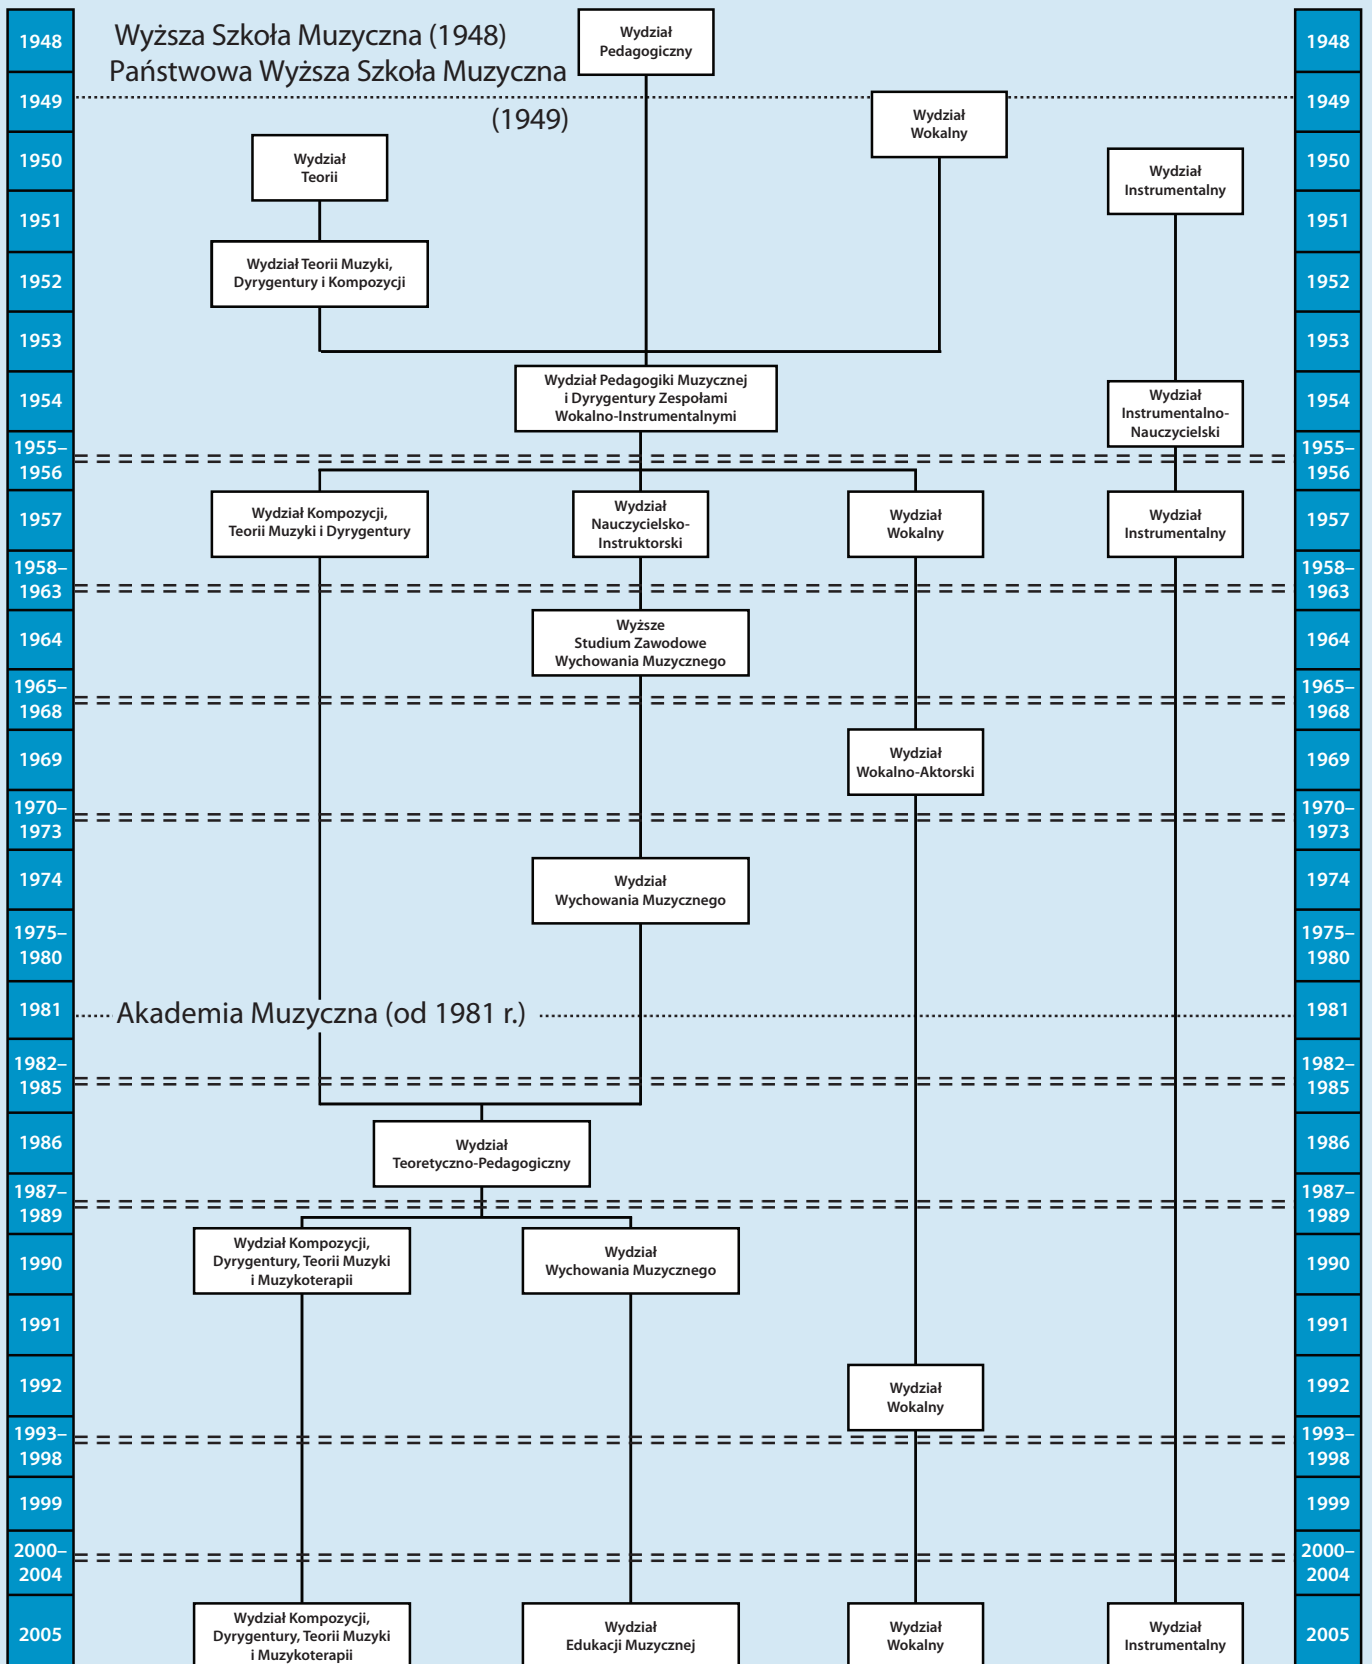 1948
Wyższa Szkoła Muzyczna (1948)
Państwowa Wyższa Szkoła Muzyczna
(1949)
Wydział
Pedagogiczny
1948
1949
Wydział
Wokalny
1949
1950
Wydział
Teorii
Wydział
Instrumentalny
1950
1951
1951
1952
Wydział Teorii Muzyki,
Dyrygentury i Kompozycji
1952
1953
1953
1954
Wydział Pedagogiki Muzycznej
i Dyrygentury Zespołami
Wokalno-Instrumentalnymi
Wydział
Instrumentalno-
Nauczycielski
1954
1955–
1956
1955–
1956
1957
Wydział Kompozycji,
Teorii Muzyki i Dyrygentury
Wydział
Nauczycielsko-
Instruktorski
Wydział
Wokalny
Wydział
Instrumentalny
1957
1958–
1963
1958–
1963
1964
Wyższe
Studium Zawodowe
Wychowania Muzycznego
1964
1965–
1968
1965–
1968
1969
Wydział
Wokalno-Aktorski
1969
1970–
1973
1970–
1973
1974
Wydział
Wychowania Muzycznego
1974
1975–
1980
1975–
1980
1981
Akademia Muzyczna (od 1981 r.)
1981
1982–
1985
1982–
1985
1986
Wydział
Teoretyczno-Pedagogiczny
1986
1987–
1989
1987–
1989
1990
Wydział Kompozycji,
Dyrygentury, Teorii Muzyki
i Muzykoterapii
Wydział
Wychowania Muzycznego
1990
1991
1991
1992
Wydział
Wokalny
1992
1993–
1998
1993–
1998
1999
1999
2000–
2004
2000–
2004
2005
Wydział Kompozycji,
Dyrygentury, Teorii Muzyki
i Muzykoterapii
Wydział
Edukacji Muzycznej
Wydział
Wokalny
Wydział
Instrumentalny
2005